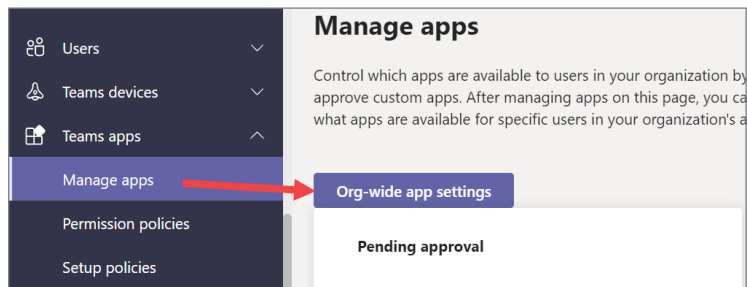 Users
Teams devices
Teams apps
Manage apps
Permission policies
Setup policies
Manage apps
Control which apps are available to users in your organization by
approve custom apps. After managing apps on this page, you ca
what apps are available for specific users in your organization's a
Org-wide app settings
Pending approval